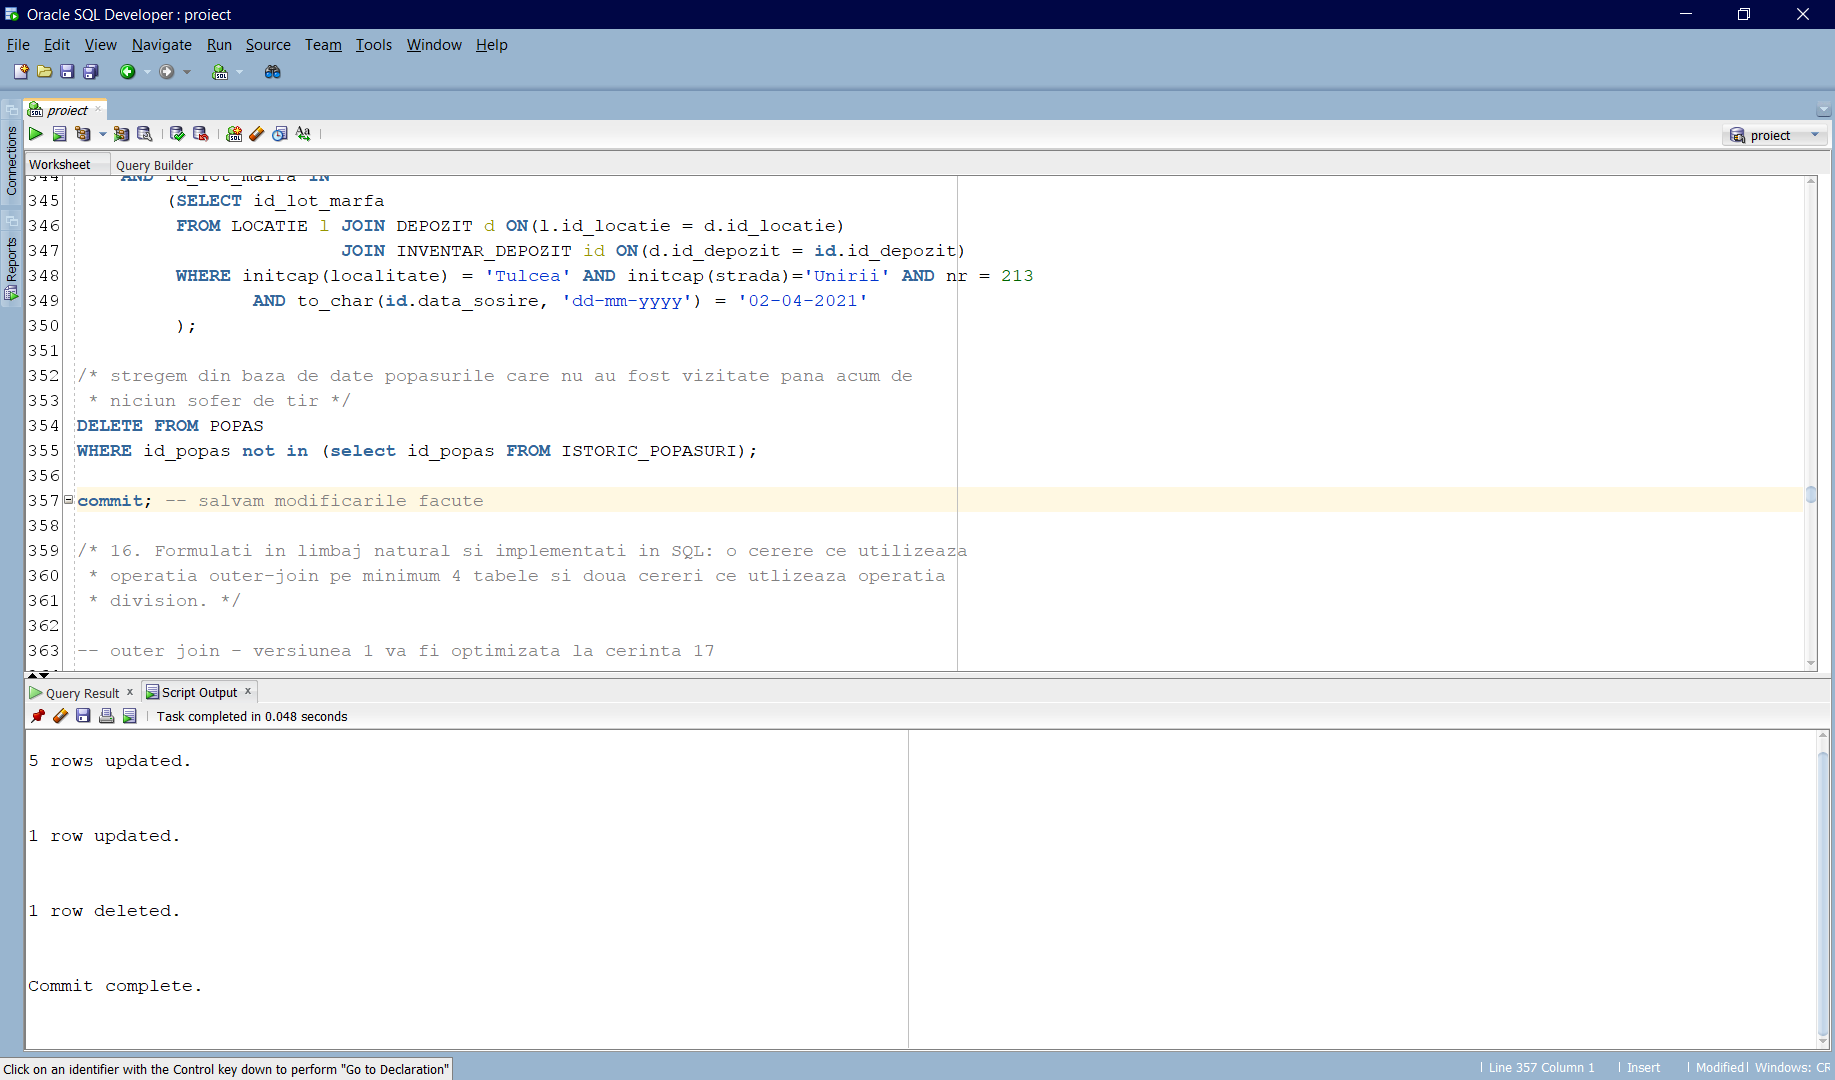 Oracle SQL Developer : proiect
File Edit View Navigate Run Source Team Tools Window Help
proiect
proiect
Connections
Reports
Worksheet Query Builder
344 AND id_lot_marfa IN
345 (SELECT id_lot_marfa
346 FROM LOCATIE l JOIN DEPOZIT d ON(l.id_locatie = d.id_locatie)
347 JOIN INVENTAR_DEPOZIT id ON(d.id_depozit = id.id_depozit)
348 WHERE initcap(localitate) = 'Tulcea' AND initcap(strada)='Unirii' AND nr = 213
349 AND to_char(id.data_sosire, 'dd-mm-yyyy') = '02-04-2021'
350 );
351
352 /* stregem din baza de date popasurile care nu au fost vizitate pana acum de
353 * niciun sofer de tir */
354 DELETE FROM POPAS
355 WHERE id_popas not in (select id_popas FROM ISTORIC_POPASURI);
356
357 commit; -- salvam modificarile facute
358
359 /* 16. Formulati in limbaj natural si implementati in SQL: o cerere ce utilizeaza
360 * operatia outer-join pe minimum 4 tabele si doua cereri ce utlizeaza operatia
361 * division. */
362
363 -- outer join - versiunea 1 va fi optimizata la cerinta 17
Query Result x Script Output x
Task completed in 0.048 seconds
5 rows updated.
1 row updated.
1 row deleted.
Commit complete.
Click on an identifier with the Control key down to perform "Go to Declaration"
Line 357 Column 1 Insert Modified Windows: CR